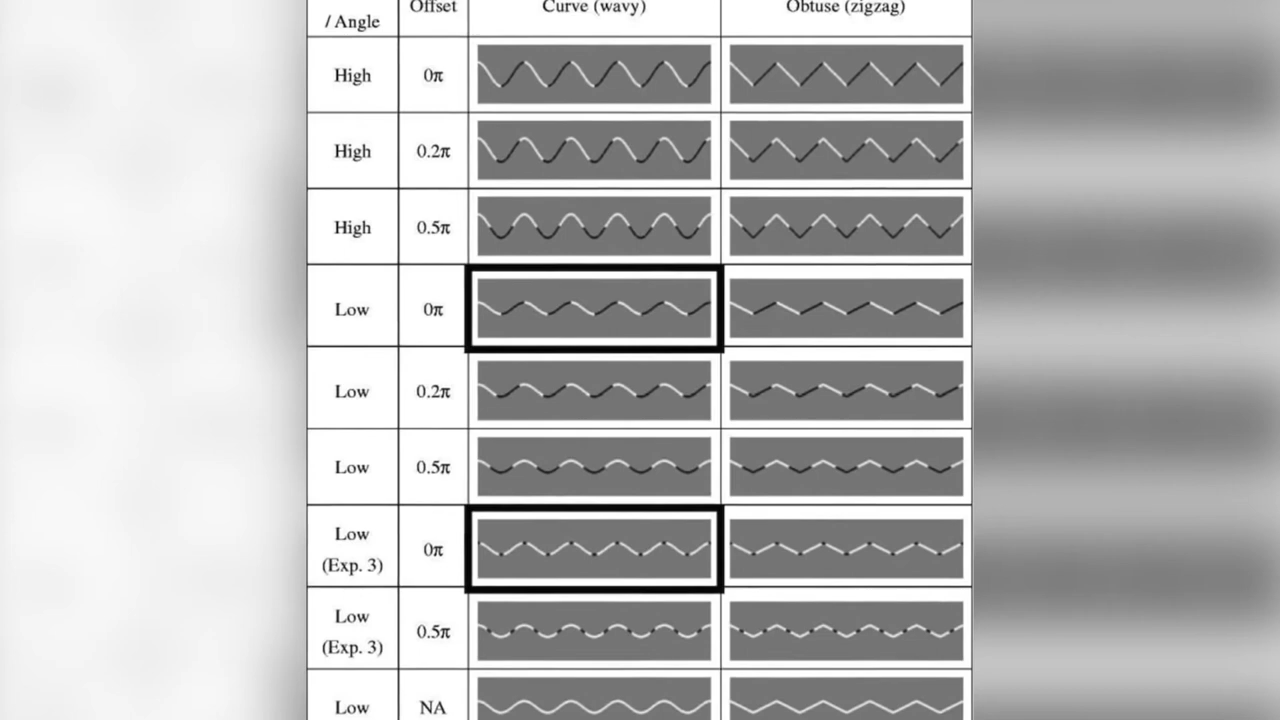 / Angle
Offset
Curve (wavy)
Obtuse (zigzag)
High
0π
High
0.2π
High
0.5π
Low
0π
Low
0.2π
Low
0.5π
Low
(Exp. 3)
0π
Low
(Exp. 3)
0.5π
Low
NA